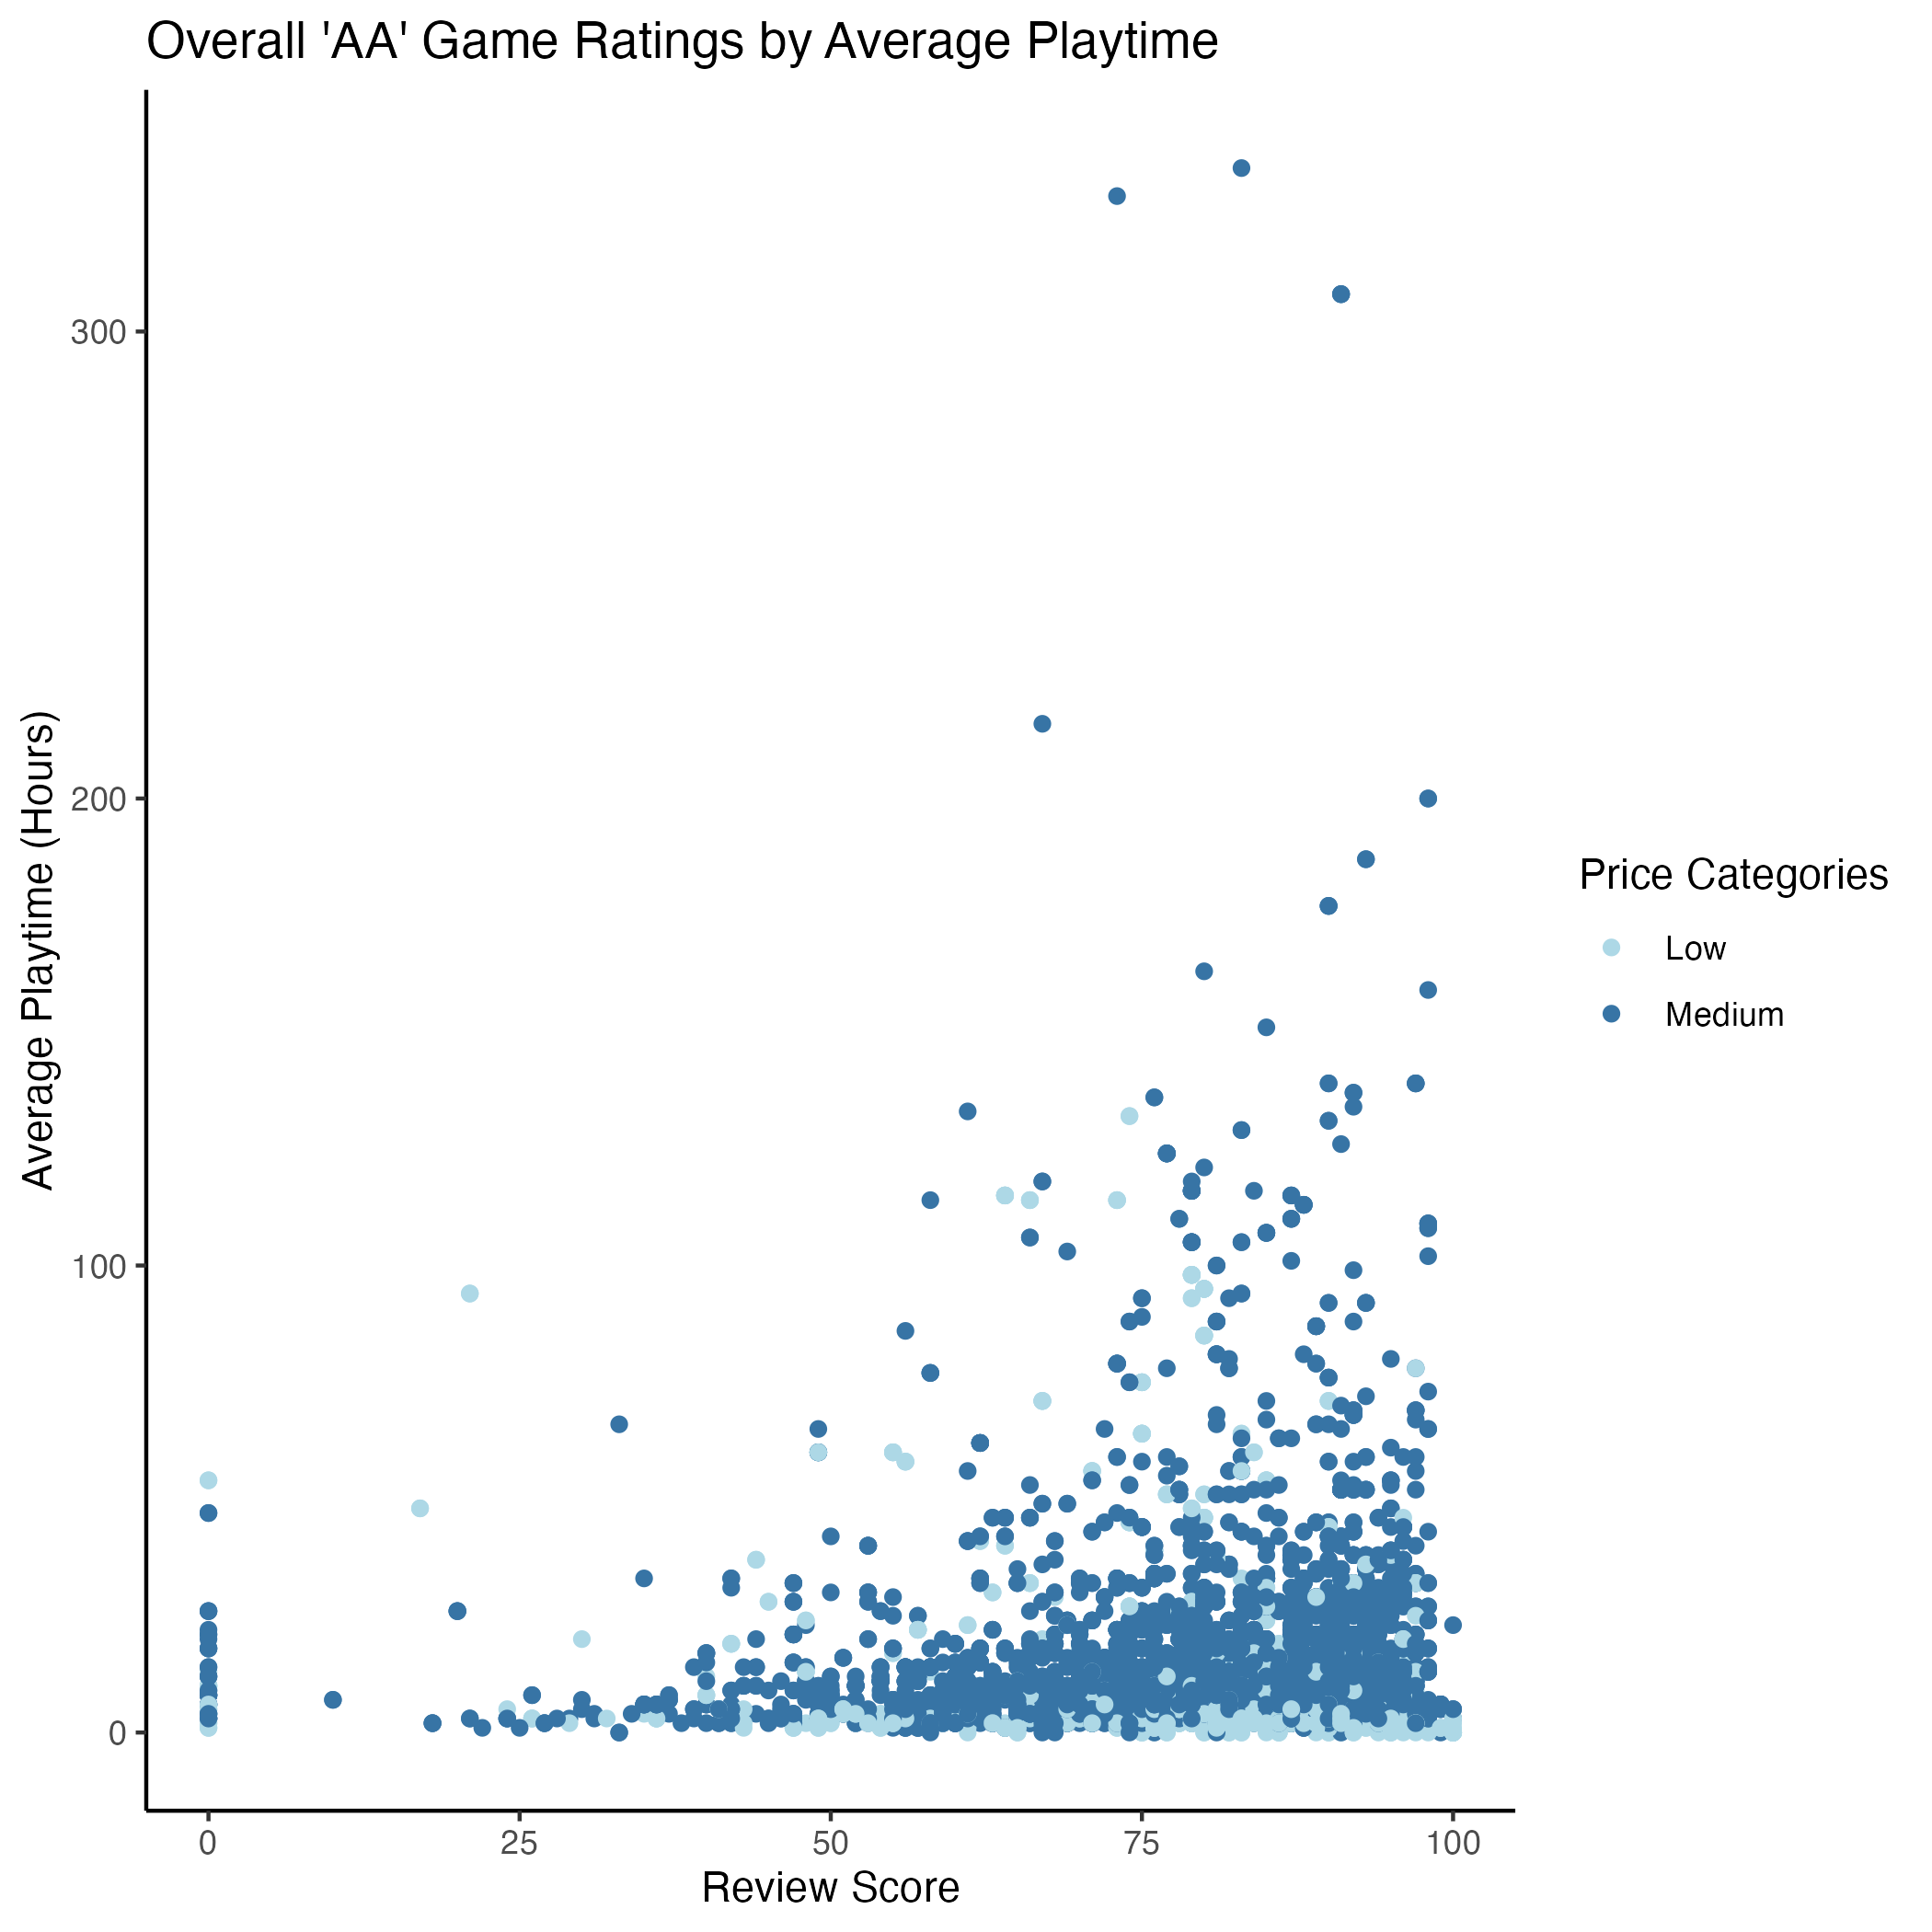 Overall 'AA' Game Ratings by Average Playtime
Average Playtime (Hours)
300
200
100
0
0 25 50 75 100
Review Score
Price Categories
Low
Medium